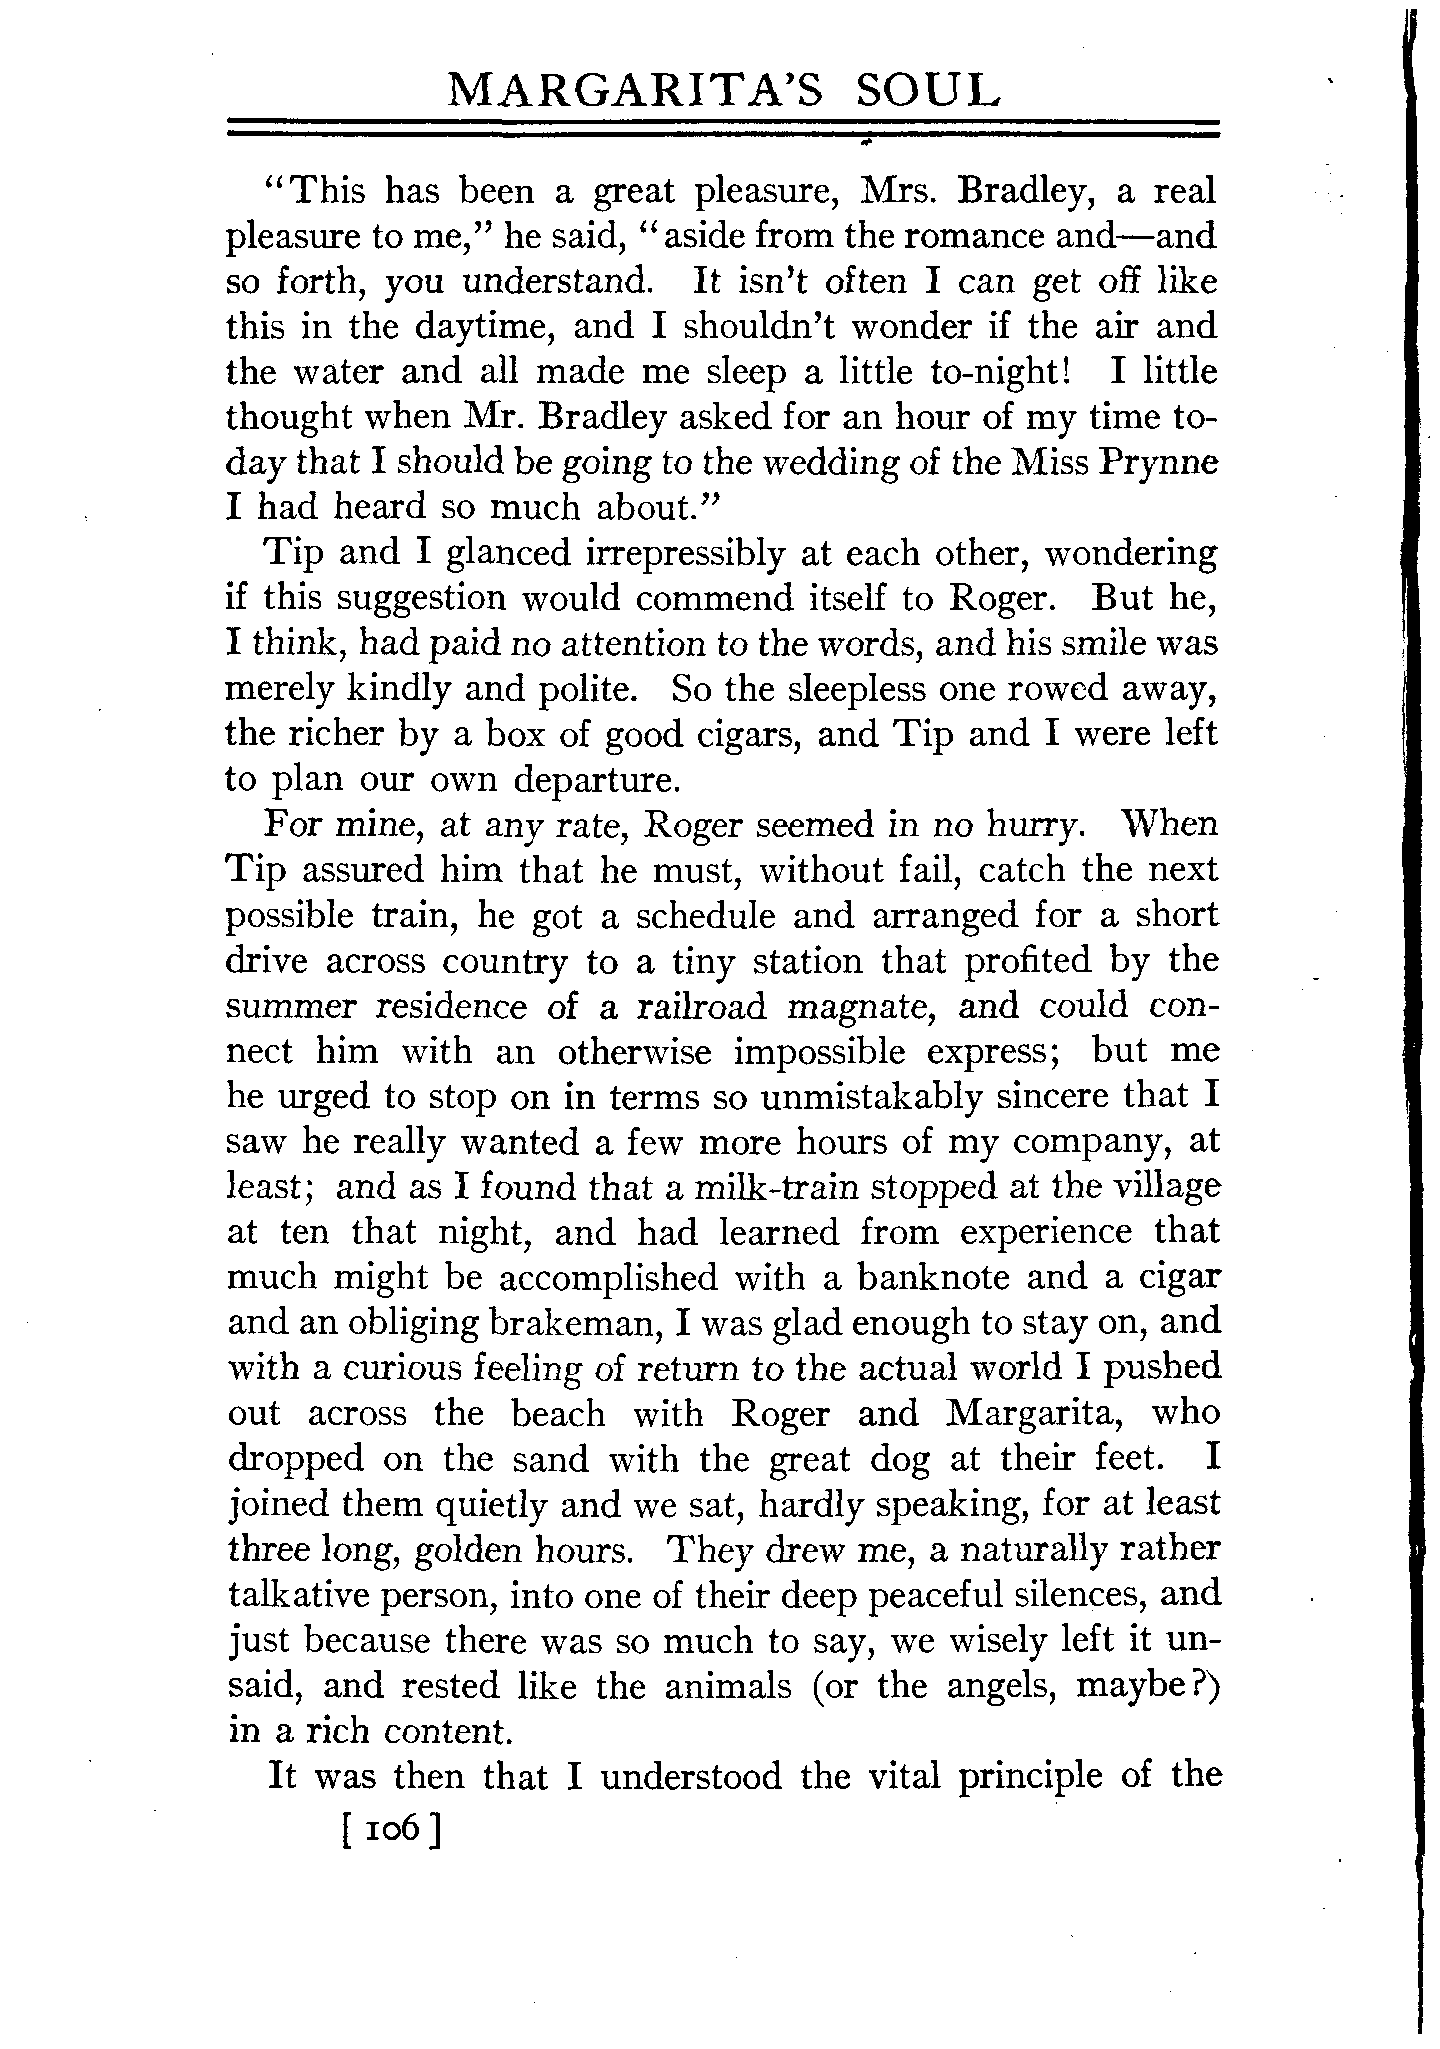 MARGARITA'S SOUL
"This has been a great pleasure, Mrs. Bradley, a real
pleasure to me," he said, "aside from the romance and—and
so forth, you understand. It isn't often I can get off like
this in the daytime, and I shouldn't wonder if the air and
the water and all made me sleep a little to-night! I little
thought when Mr. Bradley asked for an hour of my time to-
day that I should be going to the wedding of the Miss Prynne
I had heard so much about."
Tip and I glanced irrepressibly at each other, wondering
if this suggestion would commend itself to Roger. But he,
I think, had paid no attention to the words, and his smile was
merely kindly and polite. So the sleepless one rowed away,
the richer by a box of good cigars, and Tip and I were left
to plan our own departure.
For mine, at any rate, Roger seemed in no hurry. When
Tip assured him that he must, without fail, catch the next
possible train, he got a schedule and arranged for a short
drive across country to a tiny station that profited by the
summer residence of a railroad magnate, and could con-
nect him with an otherwise impossible express; but me
he urged to stop on in terms so unmistakably sincere that I
saw he really wanted a few more hours of my company, at
least; and as I found that a milk-train stopped at the village
at ten that night, and had learned from experience that
much might be accomplished with a banknote and a cigar
and an obliging brakeman, I was glad enough to stay on, and
with a curious feeling of return to the actual world I pushed
out across the beach with Roger and Margarita, who
dropped on the sand with the great dog at their feet. I
joined them quietly and we sat, hardly speaking, for at least
three long, golden hours. They drew me, a naturally rather
talkative person, into one of their deep peaceful silences, and
just because there was so much to say, we wisely left it un-
said, and rested like the animals (or the angels, maybe?)
in a rich content.
It was then that I understood the vital principle of the
[ 106 ]